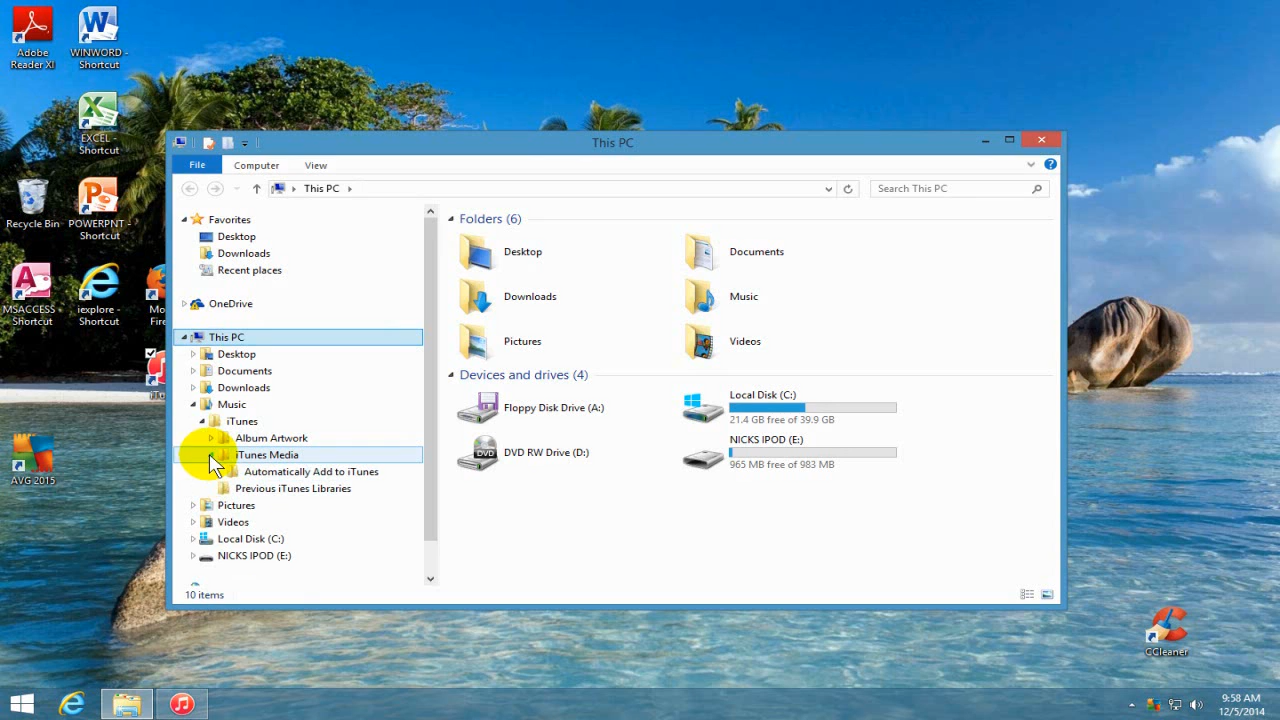 Adobe
Reader XI
WINWORD -
Shortcut
EXCEL -
Shortcut
Recycle Bin
POWERPNT -
Shortcut
MSACCESS
Shortcut
iexplore -
Shortcut
Mo
Fire
AVG 2015
This PC
File
Computer
View
This PC
Search This PC
Favorites
Desktop
Downloads
Recent places
OneDrive
This PC
Desktop
Documents
Downloads
Music
iTunes
Album Artwork
iTunes Media
Automatically Add to iTunes
Previous iTunes Libraries
Pictures
Videos
Local Disk (C:)
NICKS IPOD (E:)
Folders (6)
Desktop
Documents
Downloads
Music
Pictures
Videos
Devices and drives (4)
Floppy Disk Drive (A:)
Local Disk (C:)
21.4 GB free of 39.9 GB
DVD
DVD RW Drive (D:)
NICKS IPOD (E:)
965 MB free of 983 MB
10 items
CCleaner
9:58 AM
12/5/2014